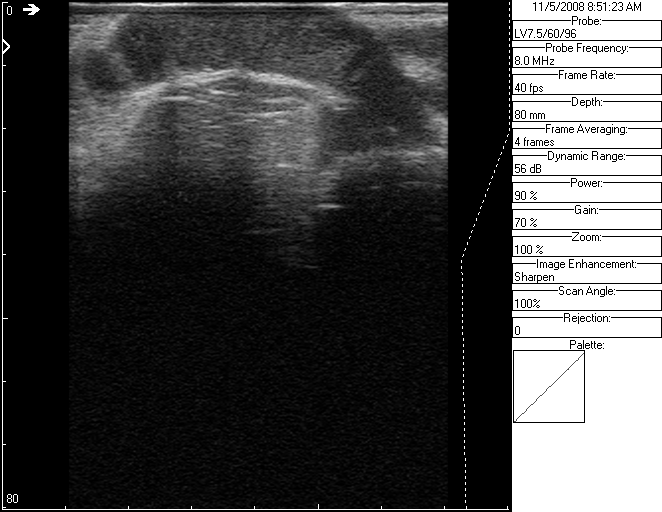 0
80
11/5/2008 8:51:23 AM
Probe:
LV7.5/60/96
Probe Frequency:
8.0 MHz
Frame Rate:
40 fps
Depth:
80 mm
Frame Averaging:
4 frames
Dynamic Range:
56 dB
Power:
90 %
Gain:
70 %
Zoom:
100 %
Image Enhancement:
Sharpen
Scan Angle:
100%
Rejection:
0
Palette: